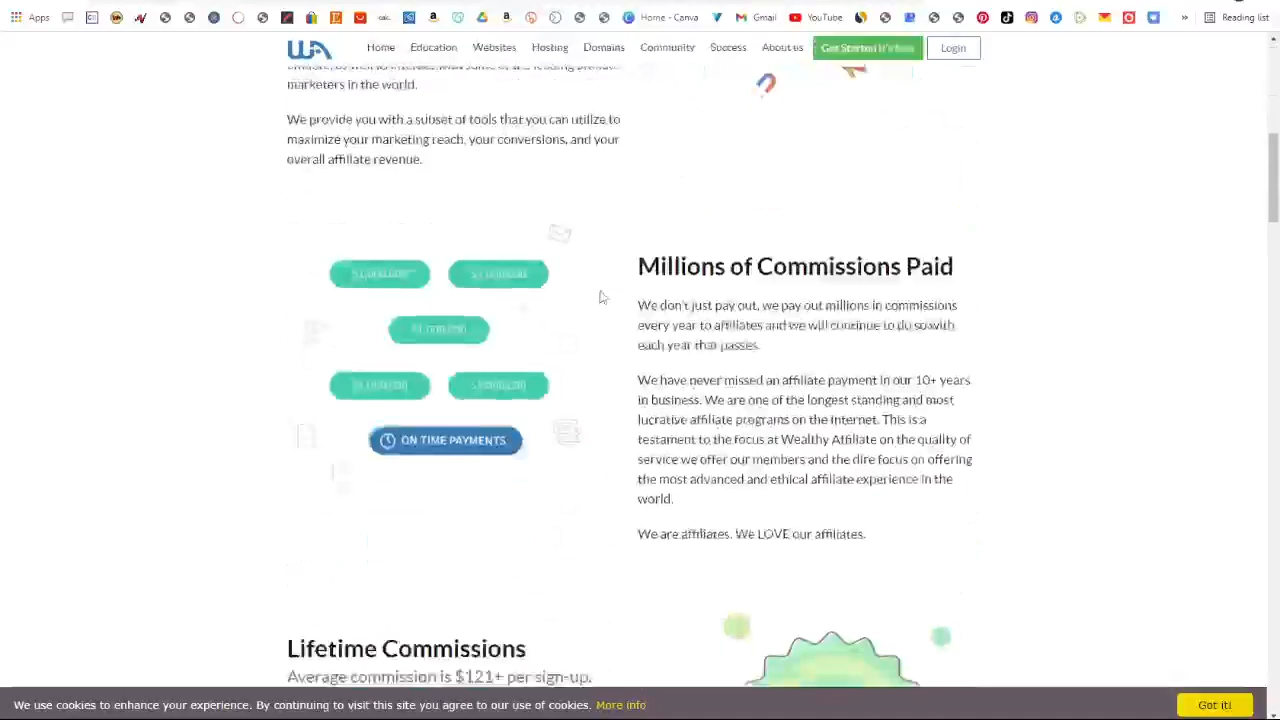 Apps
calc.
Home - Canva
Gmail
YouTube
»
Reading list
WA
Home
Education
Websites
Hosting
Domains
Community
Success
About us
Get Started
Login
marketers in the world.
We provide you with a subset of tools that you can utilize to
maximize your marketing reach, your conversions, and your
overall affiliate revenue.
Millions of Commissions Paid
We don't just pay out, we pay out millions in commissions
every year to affiliates and we will continue to do so with
each year that passes.
We have never missed an affiliate payment in our 10+ years
in business. We are one of the longest standing and most
lucrative affiliate programs on the internet. This is a
testament to the focus at Wealthy Affiliate on the quality of
service we offer our members and the dire focus on offering
the most advanced and ethical affiliate experience in the
world.
We are affiliates. We LOVE our affiliates.
ON TIME PAYMENTS
Lifetime Commissions
Average commission is $121+ per sign-up.
We use cookies to enhance your experience. By continuing to visit this site you agree to our use of cookies. More info
Got it!